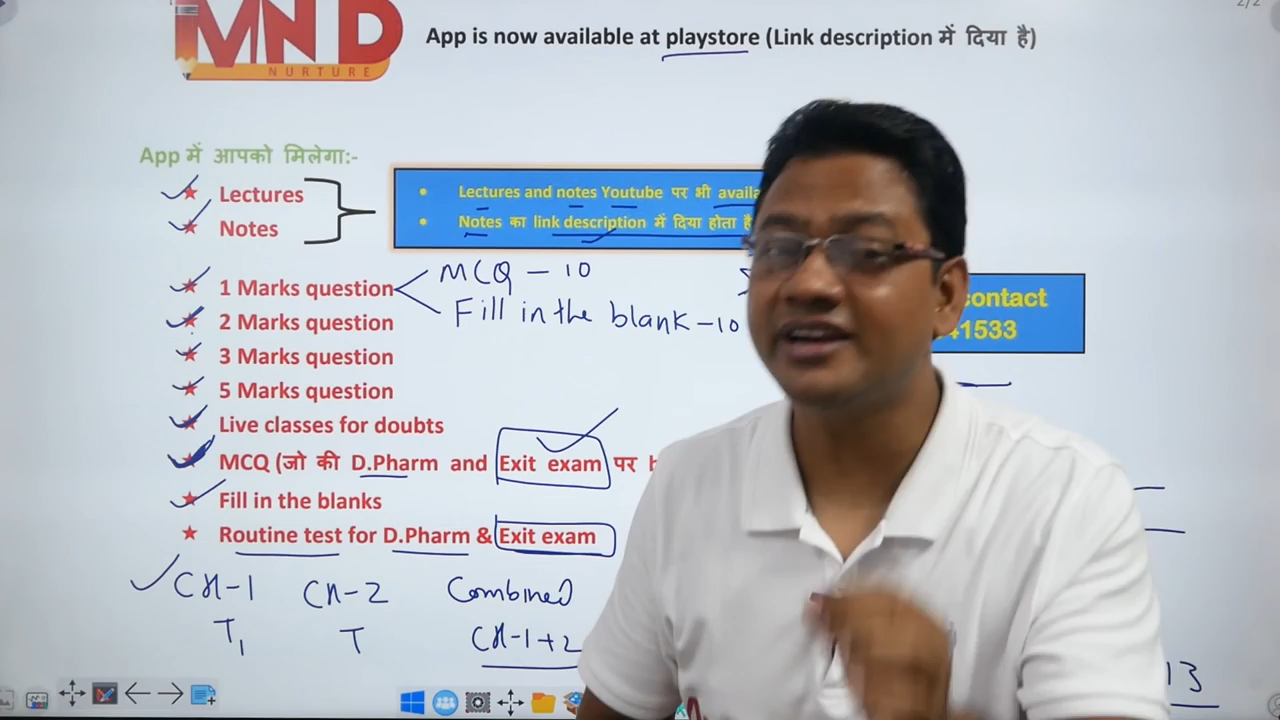 2/2
MND
NURTURE
App is now available at playstore (Link description में दिया है)
App में आपको मिलेगा:-
Lectures
Notes
Lectures and notes Youtube पर भी
Notes का link description में दिया होता है
1 Marks question
MCQ - 10
Fill in the blank - 10
contact
41533
2 Marks question
3 Marks question
5 Marks question
Live classes for doubts
MCQ (जो की D.Pharm and Exit exam पर
Fill in the blanks
Routine test for D.Pharm & Exit exam
CH-1 CH-2 Combined
T1 T CH-1+2
13